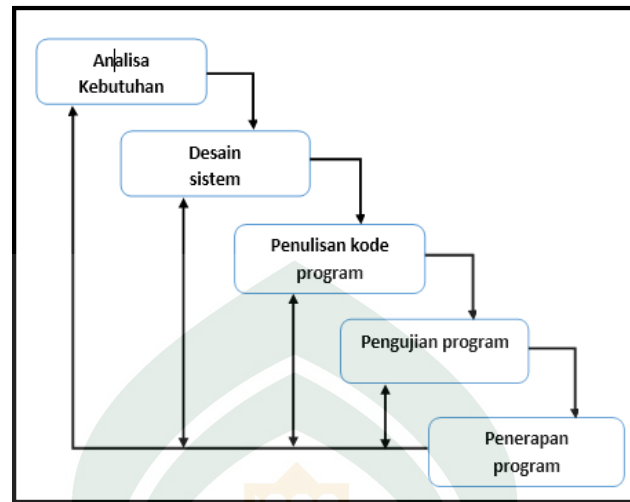 Analisa
Kebutuhan
Desain
sistem
Penulisan kode
program
Pengujian program
Penerapan
program